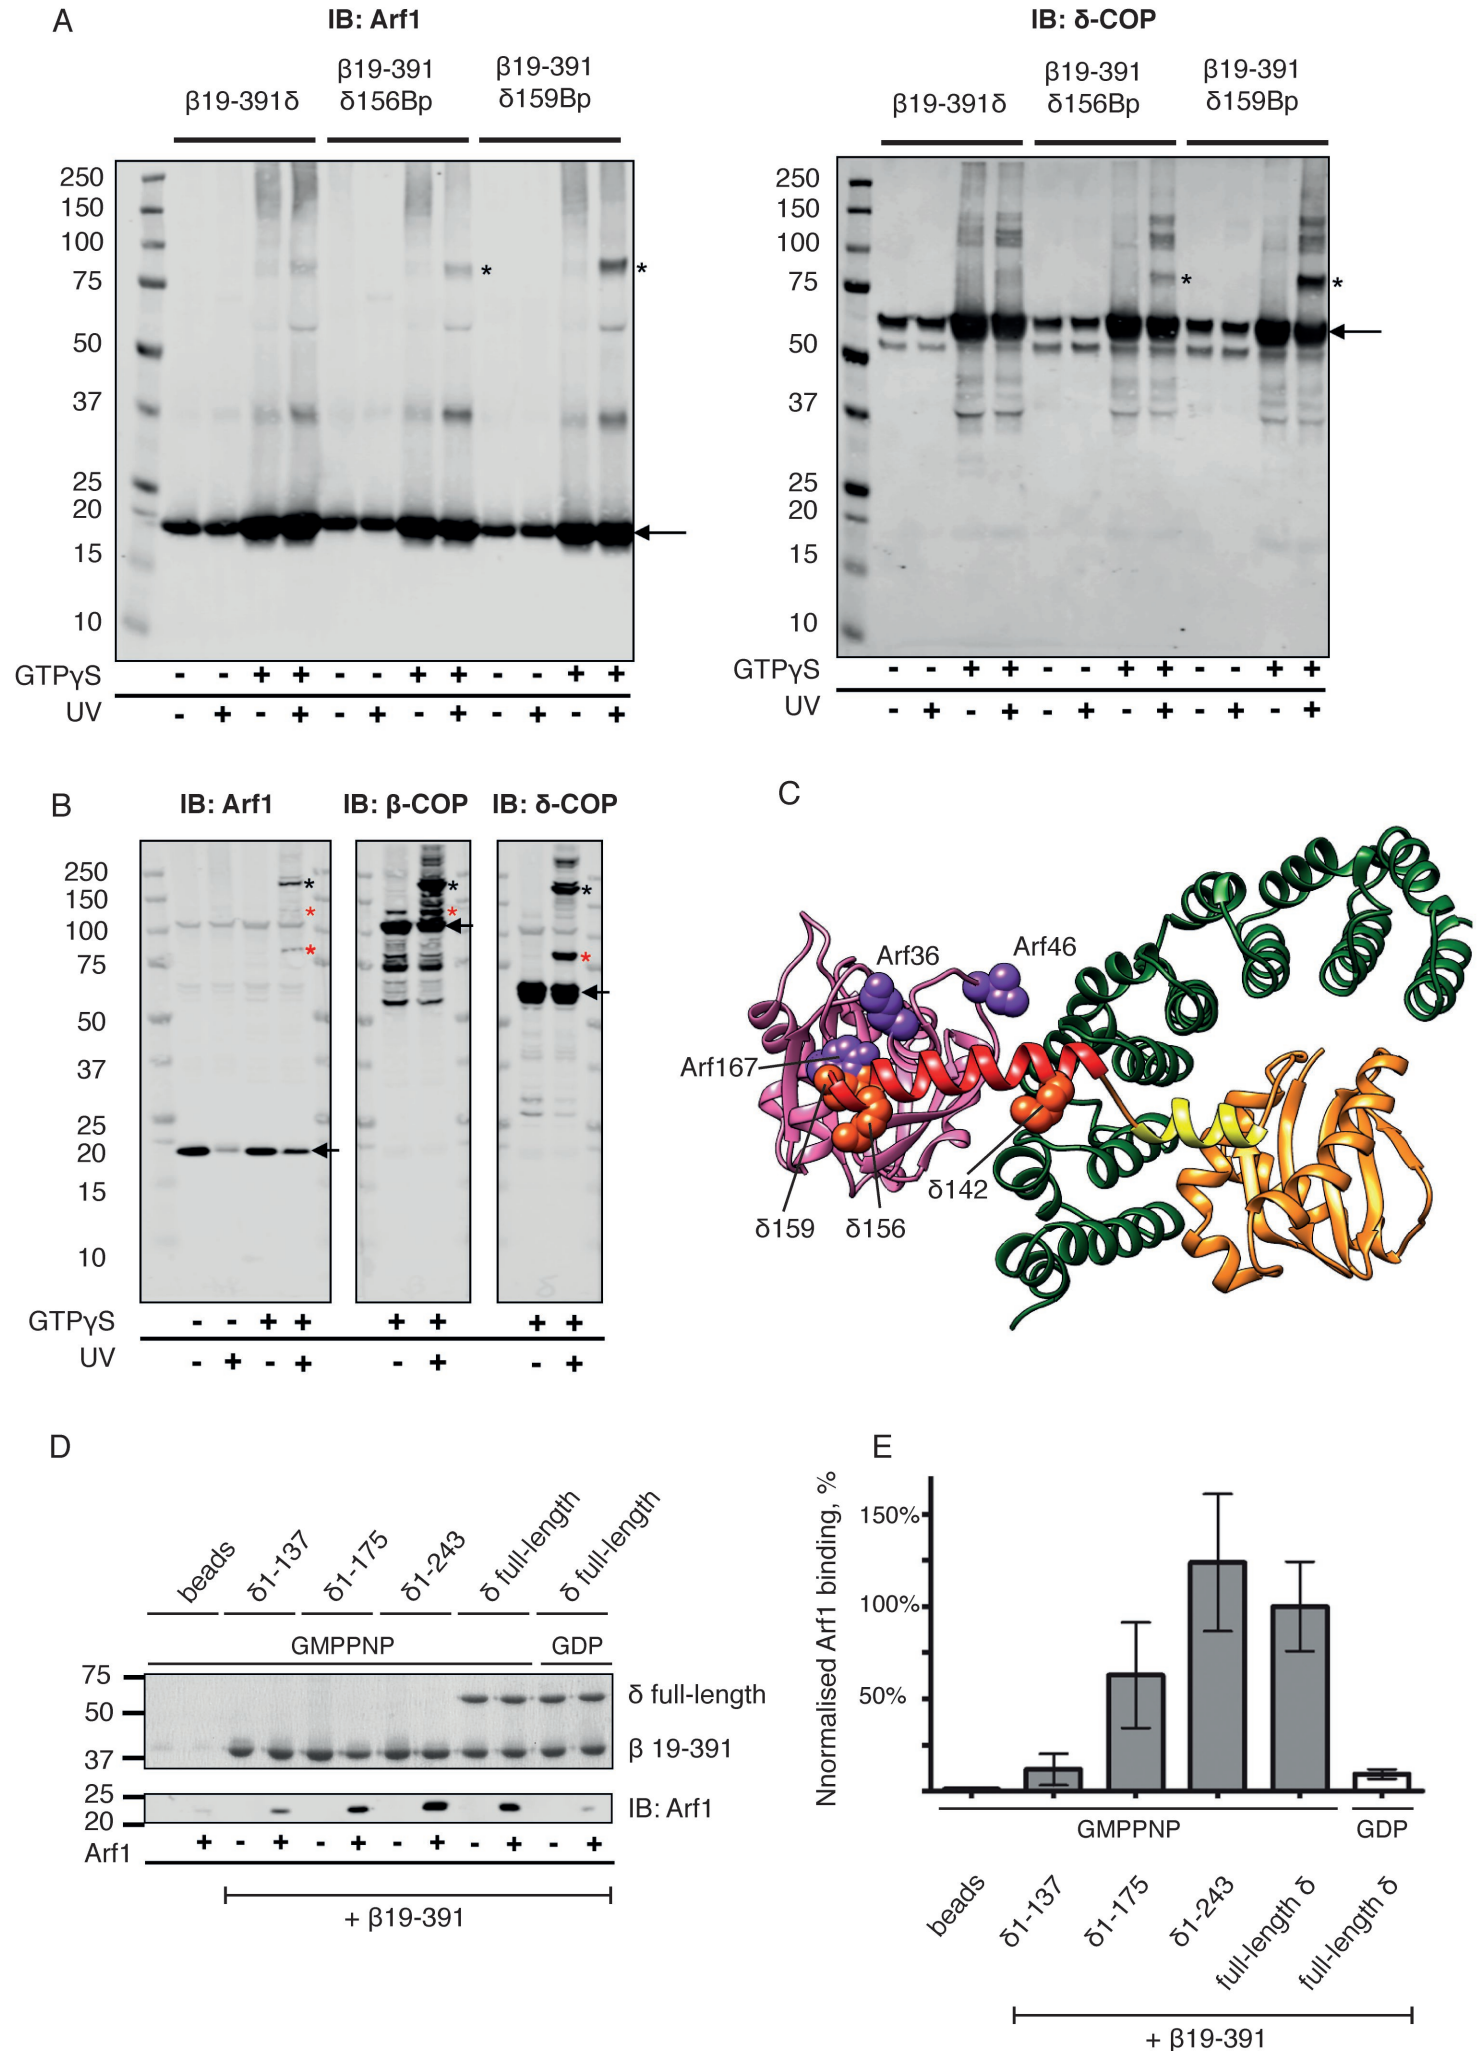 A
IB: Arf1
β19-391δ
β19-391
δ156Bp
β19-391
δ159Bp
250
150
100
75
50
37
25
20
15
10
*
*
GTPγS - - + + - - + + - - + +
UV - + - + - + - + - + - +
IB: δ-COP
β19-391δ
β19-391
δ156Bp
β19-391
δ159Bp
250
150
100
75
50
37
25
20
15
10
*
*
GTPγS - - + + - - + + - - + +
UV - + - + - + - + - + - +
B
IB: Arf1 IB: β-COP IB: δ-COP
250
150
100
75
50
37
25
20
15
10
*
*
*
*
*
*
*
GTPγS - - + + + + + +
UV - + - + - + - +
C
Arf36
Arf46
Arf167
δ142
δ159
δ156
D
beads
δ1-137
δ1-175
δ1-243
δ full-length
δ full-length
GMPPNP GDP
75
50
37
25
20
δ full-length
β 19-391
IB: Arf1
Arf1 + - + - + - + - + - +
+ β19-391
E
Nnormalised Arf1 binding, %
150%
100%
50%
GMPPNP GDP
beads
δ1-137
δ1-175
δ1-243
full-length δ
full-length δ
+ β19-391